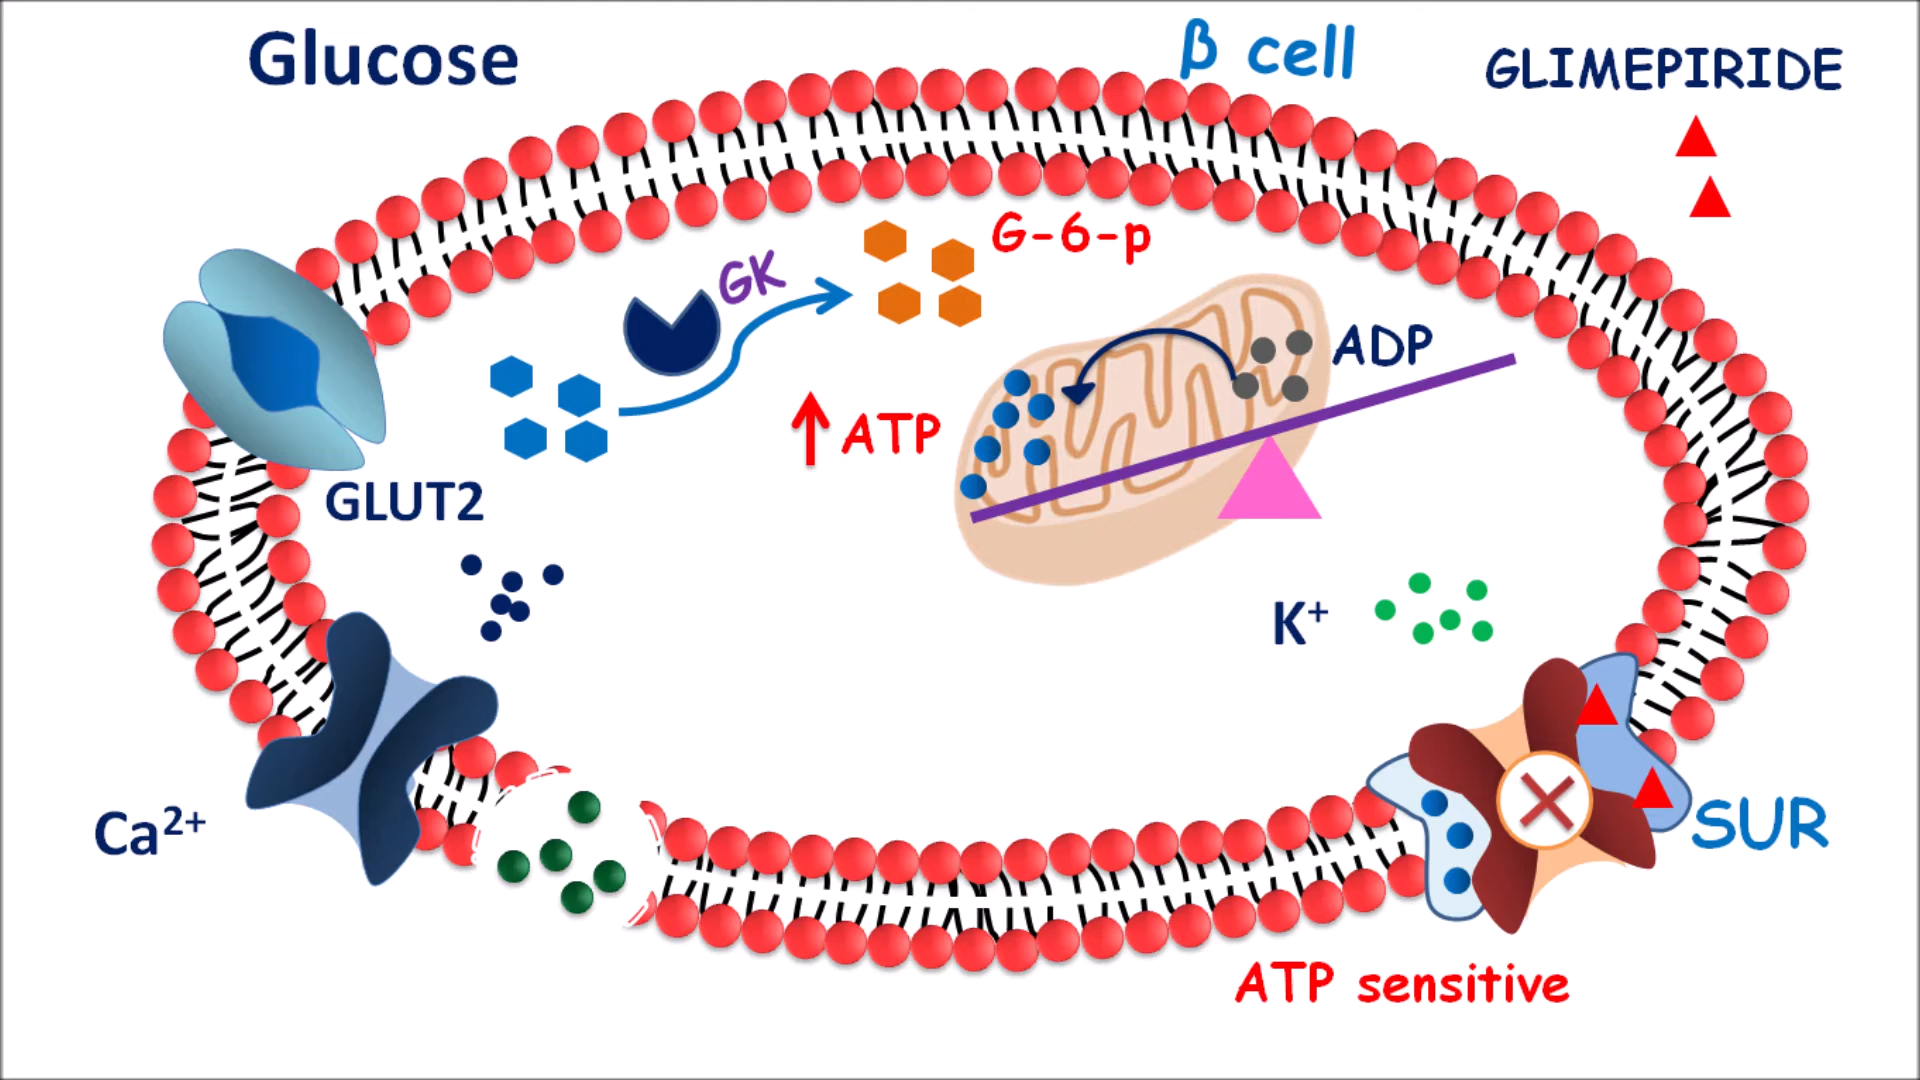 Glucose
β cell
GLIMEPIRIDE
G-6-p
GK
ADP
ATP
GLUT2
K⁺
Ca²⁺
SUR
ATP sensitive